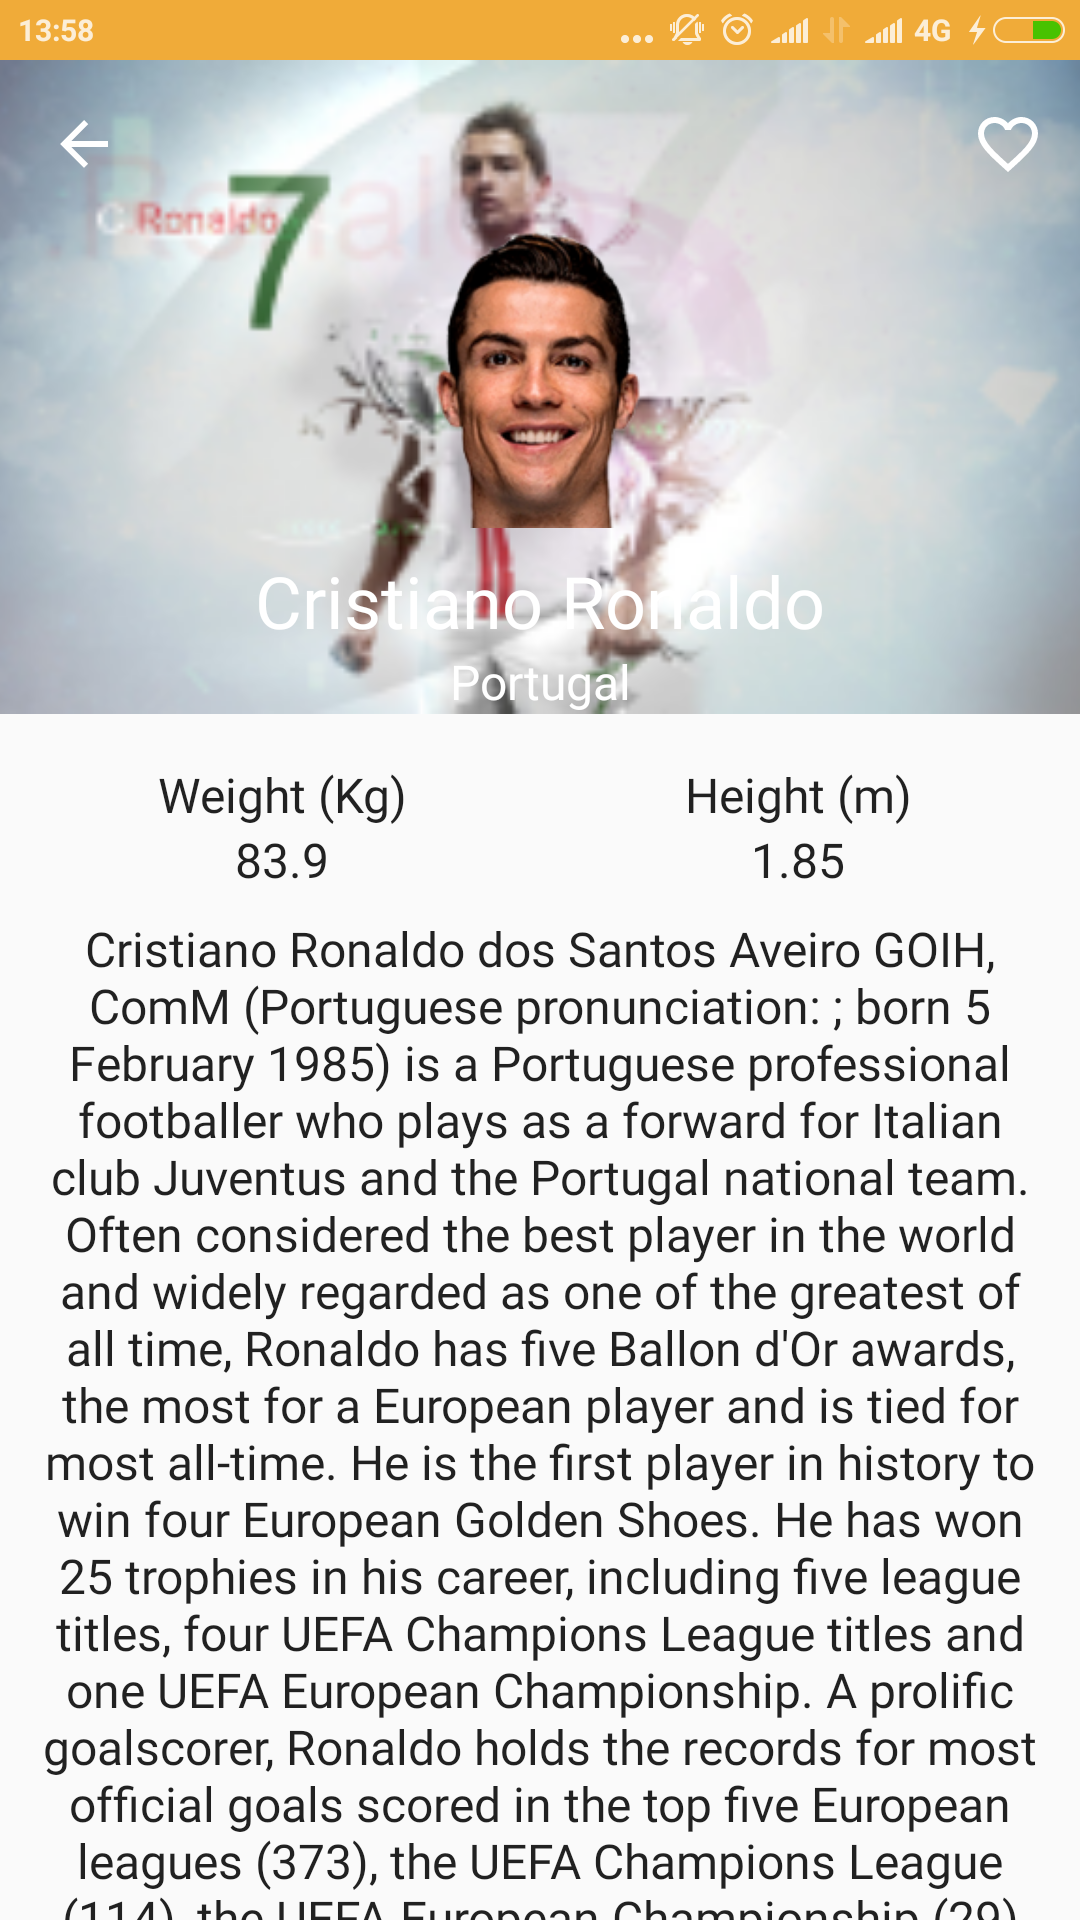 13:58
4G
C.Ronaldo
7
Cristiano Ronaldo
Portugal
Weight (Kg)
Height (m)
83.9
1.85
Cristiano Ronaldo dos Santos Aveiro GOIH,
ComM (Portuguese pronunciation: ; born 5
February 1985) is a Portuguese professional
footballer who plays as a forward for Italian
club Juventus and the Portugal national team.
Often considered the best player in the world
and widely regarded as one of the greatest of
all time, Ronaldo has five Ballon d'Or awards,
the most for a European player and is tied for
most all-time. He is the first player in history to
win four European Golden Shoes. He has won
25 trophies in his career, including five league
titles, four UEFA Champions League titles and
one UEFA European Championship. A prolific
goalscorer, Ronaldo holds the records for most
official goals scored in the top five European
leagues (373), the UEFA Champions League
(114), the UEFA European Championship (29)